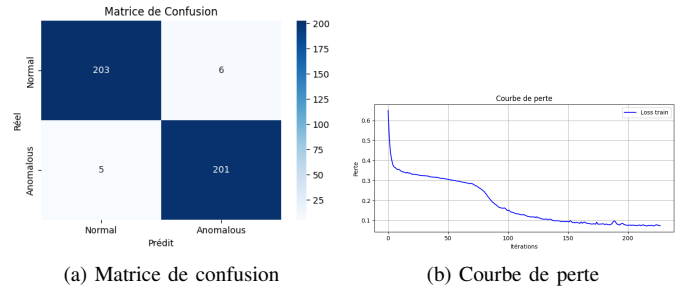 Matrice de Confusion
Réel
Normal
Anomalous
203
6
5
201
Normal
Anomalous
Prédit
200
175
150
125
100
75
50
25
(a) Matrice de confusion
Courbe de perte
Loss train
Perte
0.6
0.5
0.4
0.3
0.2
0.1
0
50
100
150
200
Itérations
(b) Courbe de perte